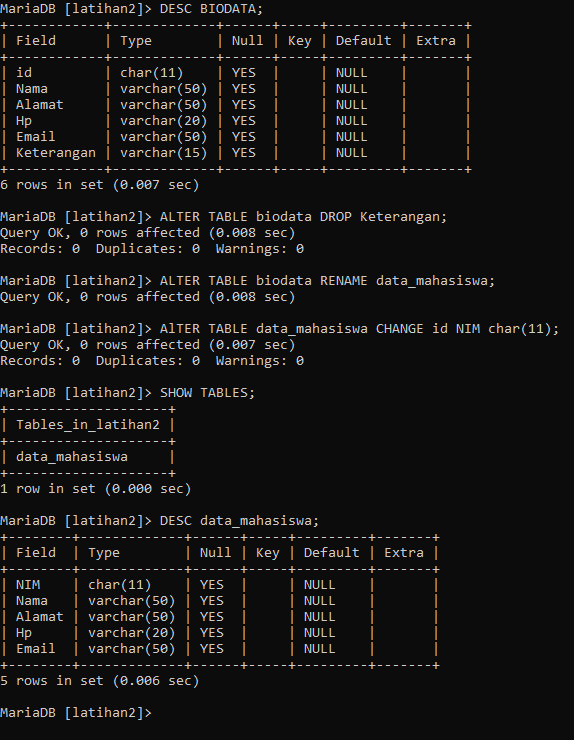 MariaDB [latihan2]> DESC BIODATA;
+------------+-------------+------+-----+---------+-------+
| Field      | Type        | Null | Key | Default | Extra |
+------------+-------------+------+-----+---------+-------+
| id         | char(11)    | YES  |     | NULL    |       |
| Nama       | varchar(50) | YES  |     | NULL    |       |
| Alamat     | varchar(50) | YES  |     | NULL    |       |
| Hp         | varchar(20) | YES  |     | NULL    |       |
| Email      | varchar(50) | YES  |     | NULL    |       |
| Keterangan | varchar(15) | YES  |     | NULL    |       |
+------------+-------------+------+-----+---------+-------+
6 rows in set (0.007 sec)

MariaDB [latihan2]> ALTER TABLE biodata DROP Keterangan;
Query OK, 0 rows affected (0.008 sec)
Records: 0  Duplicates: 0  Warnings: 0

MariaDB [latihan2]> ALTER TABLE biodata RENAME data_mahasiswa;
Query OK, 0 rows affected (0.008 sec)

MariaDB [latihan2]> AlTER TABLE data_mahasiswa CHANGE id NIM char(11);
Query OK, 0 rows affected (0.007 sec)
Records: 0  Duplicates: 0  Warnings: 0

MariaDB [latihan2]> SHOW TABLES;
+--------------------+
| Tables_in_latihan2 |
+--------------------+
| data_mahasiswa     |
+--------------------+
1 row in set (0.000 sec)

MariaDB [latihan2]> DESC data_mahasiswa;
+--------+-------------+------+-----+---------+-------+
| Field  | Type        | Null | Key | Default | Extra |
+--------+-------------+------+-----+---------+-------+
| NIM    | char(11)    | YES  |     | NULL    |       |
| Nama   | varchar(50) | YES  |     | NULL    |       |
| Alamat | varchar(50) | YES  |     | NULL    |       |
| Hp     | varchar(20) | YES  |     | NULL    |       |
| Email  | varchar(50) | YES  |     | NULL    |       |
+--------+-------------+------+-----+---------+-------+
5 rows in set (0.006 sec)

MariaDB [latihan2]>